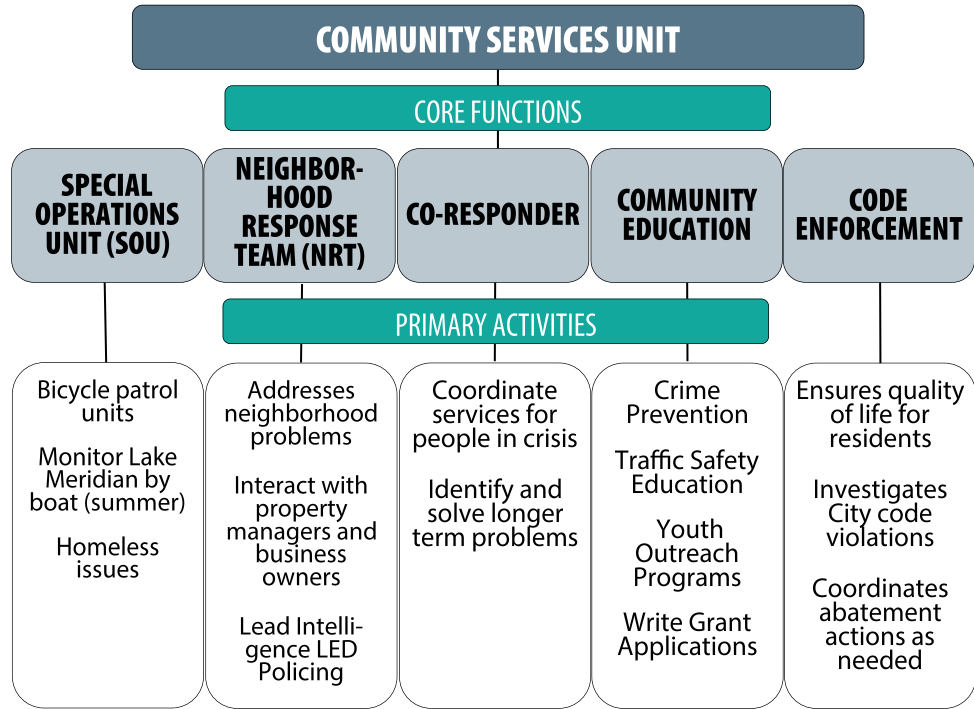 COMMUNITY SERVICES UNIT
CORE FUNCTIONS
SPECIAL
OPERATIONS
UNIT (SOU)
NEIGHBOR-
HOOD
RESPONSE
TEAM (NRT)
CO-RESPONDER
COMMUNITY
EDUCATION
CODE
ENFORCEMENT
PRIMARY ACTIVITIES
Bicycle patrol
units
Monitor Lake
Meridian by
boat (summer)
Homeless
issues
Addresses
neighborhood
problems
Interact with
property
managers and
business
owners
Lead Intelli-
gence LED
Policing
Coordinate
services for
people in crisis
Identify and
solve longer
term problems
Crime
Prevention
Traffic Safety
Education
Youth
Outreach
Programs
Write Grant
Applications
Ensures quality
of life for
residents
Investigates
City code
violations
Coordinates
abatement
actions as
needed